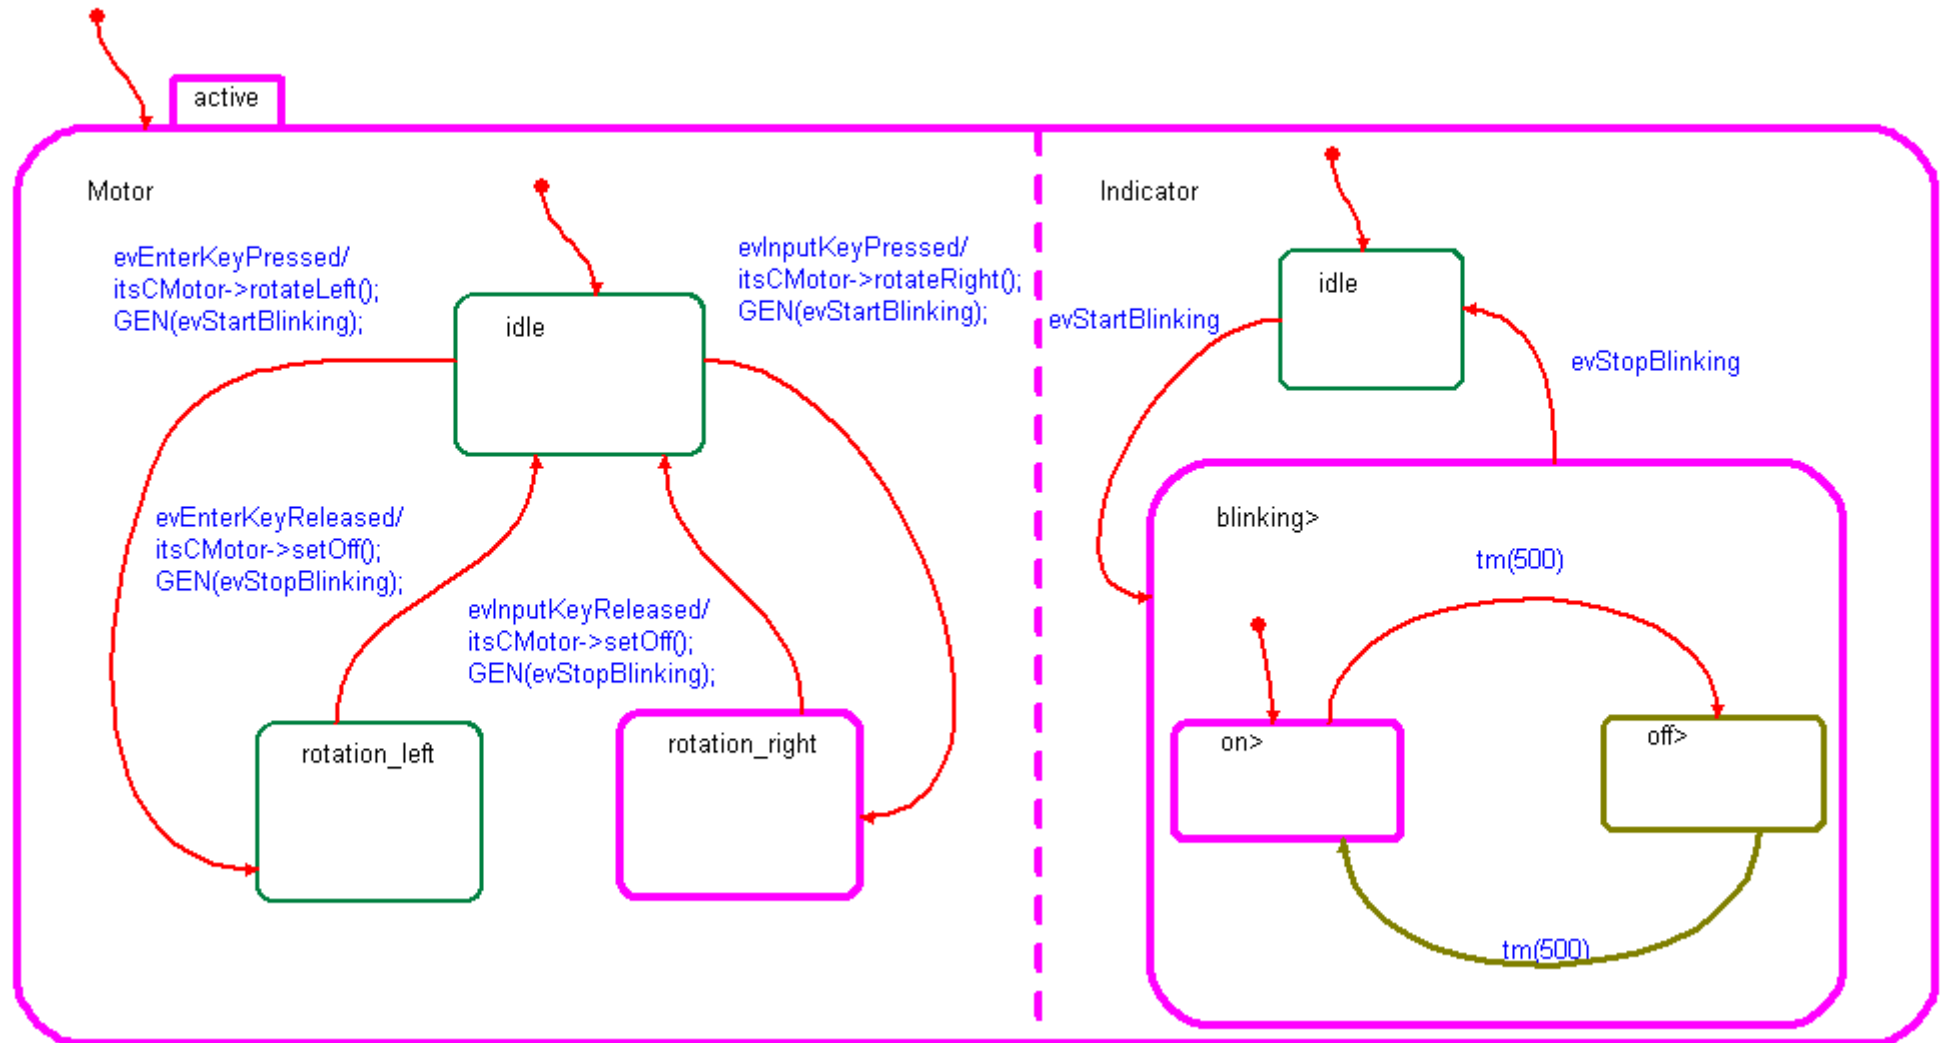 active
Motor
Indicator
evEnterKeyPressed/
itsCMotor->rotateLeft();
GEN(evStartBlinking);
evInputKeyPressed/
itsCMotor->rotateRight();
GEN(evStartBlinking);
idle
idle
evStartBlinking
evStopBlinking
evEnterKeyReleased/
itsCMotor->setOff();
GEN(evStopBlinking);
evInputKeyReleased/
itsCMotor->setOff();
GEN(evStopBlinking);
blinking>
tm(500)
rotation_left
rotation_right
on>
off>
tm(500)